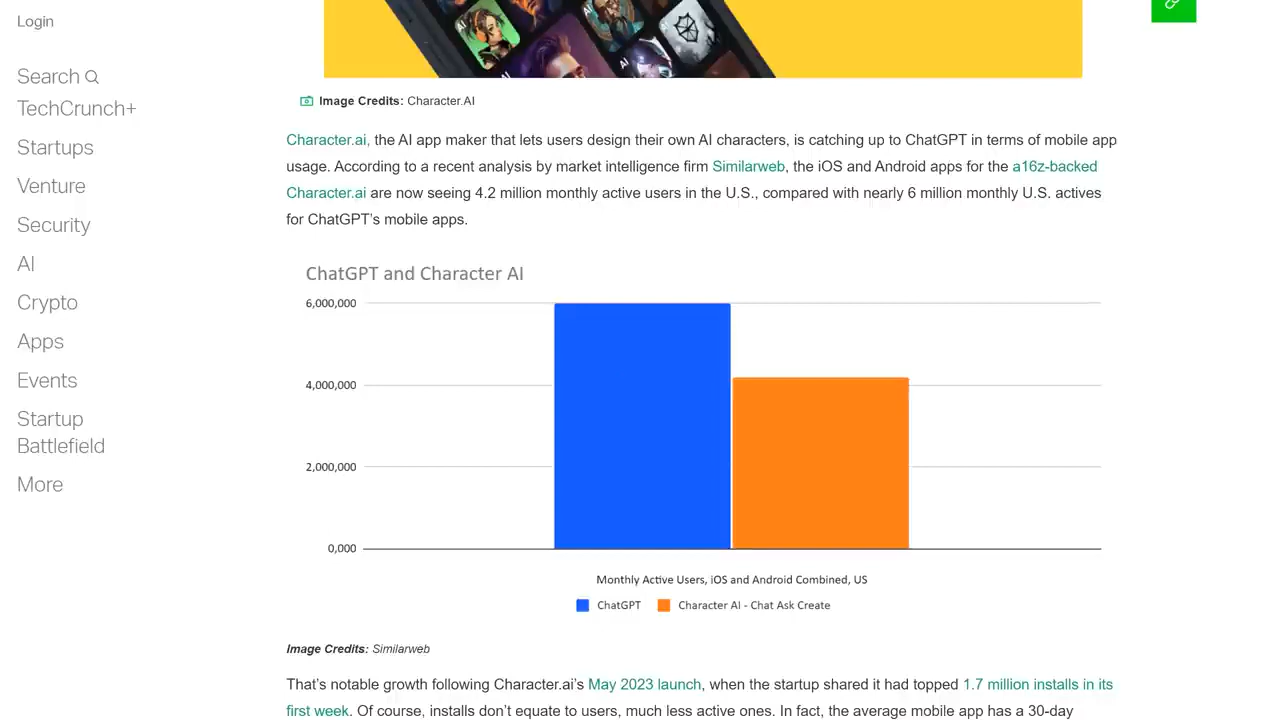 Login
Search
TechCrunch+
Startups
Venture
Security
AI
Crypto
Apps
Events
Startup
Battlefield
More
AI
AI
AI
AI
Image Credits: Character.AI
Character.ai, the AI app maker that lets users design their own AI characters, is catching up to ChatGPT in terms of mobile app
usage. According to a recent analysis by market intelligence firm Similarweb, the iOS and Android apps for the a16z-backed
Character.ai are now seeing 4.2 million monthly active users in the U.S., compared with nearly 6 million monthly U.S. actives
for ChatGPT's mobile apps.
ChatGPT and Character AI
6,000,000
4,000,000
2,000,000
0,000
Monthly Active Users, iOS and Android Combined, US
ChatGPT
Character AI - Chat Ask Create
Image Credits: Similarweb
That's notable growth following Character.ai's May 2023 launch, when the startup shared it had topped 1.7 million installs in its
first week. Of course, installs don't equate to users, much less active ones. In fact, the average mobile app has a 30-day